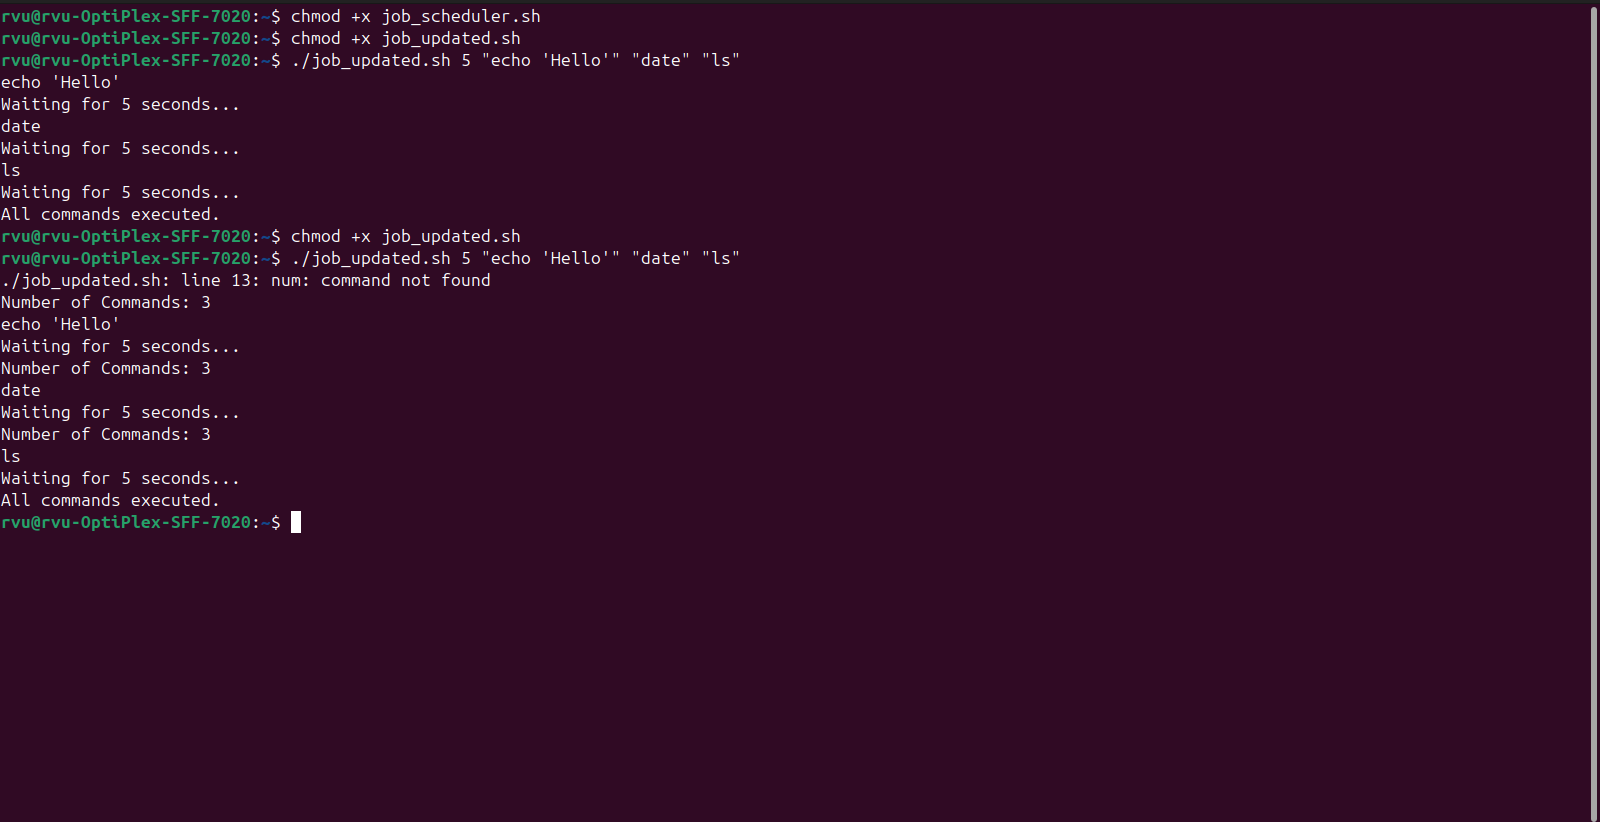 rvu@rvu-OptiPlex-SFF-7020:~$ chmod +x job_scheduler.sh
rvu@rvu-OptiPlex-SFF-7020:~$ chmod +x job_updated.sh
rvu@rvu-OptiPlex-SFF-7020:~$ ./job_updated.sh 5 "echo 'Hello'" "date" "ls"
echo 'Hello'
Waiting for 5 seconds...
date
Waiting for 5 seconds...
ls
Waiting for 5 seconds...
All commands executed.
rvu@rvu-OptiPlex-SFF-7020:~$ chmod +x job_updated.sh
rvu@rvu-OptiPlex-SFF-7020:~$ ./job_updated.sh 5 "echo 'Hello'" "date" "ls"
./job_updated.sh: line 13: num: command not found
Number of Commands: 3
echo 'Hello'
Waiting for 5 seconds...
Number of Commands: 3
date
Waiting for 5 seconds...
Number of Commands: 3
ls
Waiting for 5 seconds...
All commands executed.
rvu@rvu-OptiPlex-SFF-7020:~$